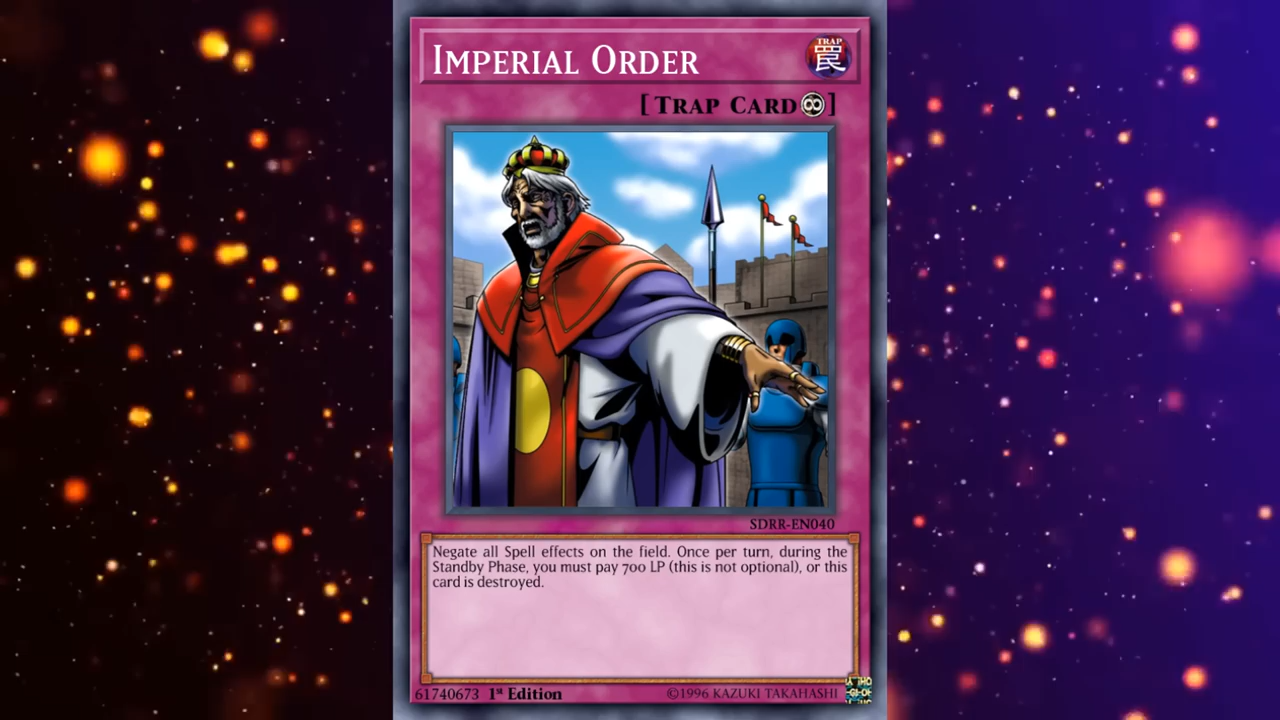 IMPERIAL ORDER
TRAP
罠
[TRAP CARD∞]
SDRR-EN040
Negate all Spell effects on the field. Once per turn, during the
Standby Phase, you must pay 700 LP (this is not optional), or this
card is destroyed.
61740673 1st Edition ©1996 KAZUKI TAKAHASHI